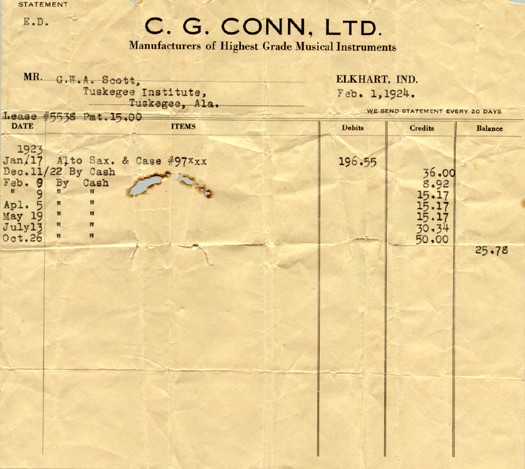 STATEMENT
E.D.
C. G. CONN, LTD.
Manufacturers of Highest Grade Musical Instruments
MR. G.W.A. Scott, ELKHART, IND.
Tuskegee Institute, Feb. 1,1924.
Tuskegee, Ala.
WE SEND STATEMENT EVERY 20 DAYS
Lease #5538 Pmt.15.00
DATE ITEMS Debits Credits Balance
1923
Jan/17 Alto Sax. & Case #97xxx 196.55
Dec.11/22 By Cash 36.00
Feb. 9 By Cash 8.92
" 9 " " 15.17
Apl. 5 " " 15.17
May 19 " " 15.17
July13 " " 30.34
Oct.26 " " 50.00
25.78